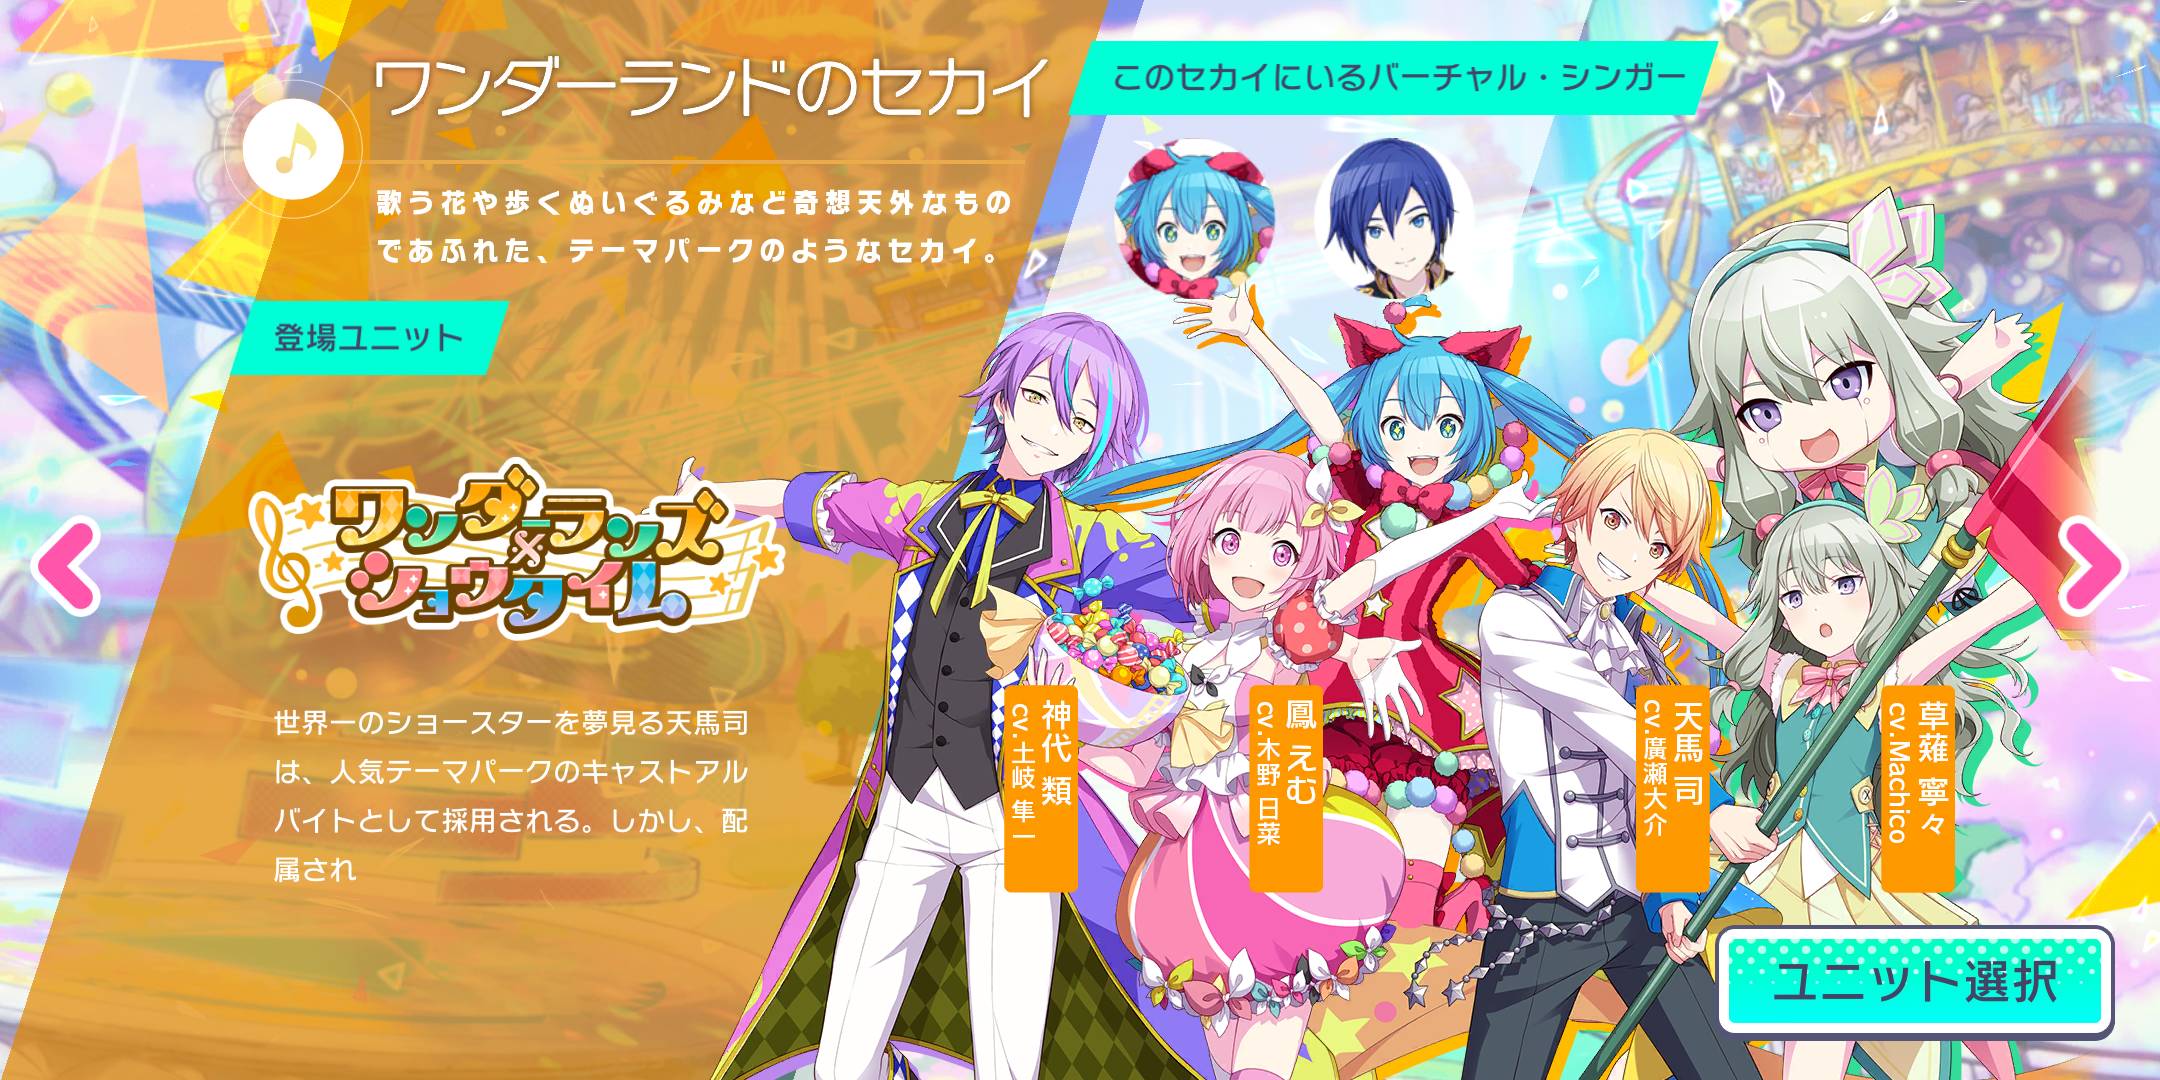 ワンダーランドのセカイ
歌う花や歩くぬいぐるみなど奇想天外なもの
であふれた、テーマパークのようなセカイ。
このセカイにいるバーチャル・シンガー
登場ユニット
ワンダーランズ
×
ショウタイム
世界一のショースターを夢見る天馬司
は、人気テーマパークのキャストアル
バイトとして採用される。しかし、配
属され
神代 類
cv.土岐 隼一
鳳 えむ
cv.木野 日菜
天馬 司
cv.廣瀬大介
草薙 寧々
cv.Machico
ユニット選択